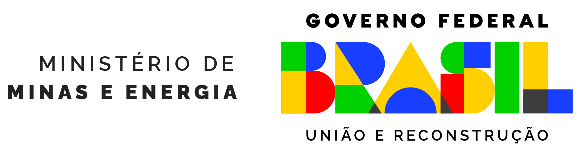 MINISTÉRIO DE
MINAS E ENERGIA
GOVERNO FEDERAL
BRASIL
UNIÃO E RECONSTRUÇÃO